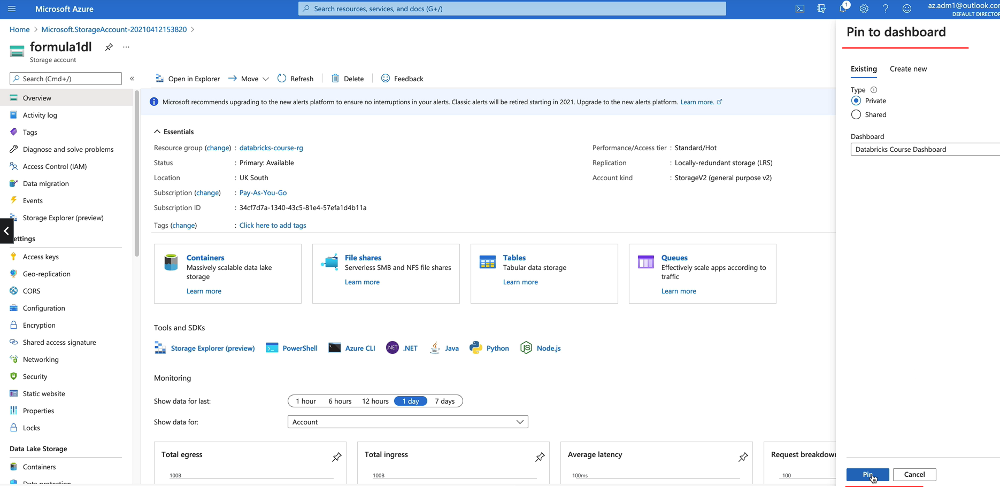 Microsoft Azure
Search resources, services, and docs (G+/)
1
az.adm1@outlook.com
DEFAULT DIRECTOR
Home > Microsoft.StorageAccount-20210412153820 >
formula1dl
...
Storage account
Search (Cmd+/)
«
Open in Explorer
Move
Refresh
Delete
Feedback
Overview
Activity log
Tags
Diagnose and solve problems
Access Control (IAM)
Data migration
Events
Storage Explorer (preview)
ettings
Access keys
Geo-replication
CORS
Configuration
Encryption
Shared access signature
Networking
Security
Static website
Properties
Locks
Data Lake Storage
Containers
Data protection
Microsoft recommends upgrading to the new alerts platform to ensure no interruptions in your alerts. Classic alerts will be retired starting in 2021. Upgrade to the new alerts platform. Learn more.
Essentials
Resource group (change) : databricks-course-rg
Status : Primary: Available
Location : UK South
Subscription (change) : Pay-As-You-Go
Subscription ID : 34cf7d7a-1340-43c5-81e4-57efa1d4b11a
Tags (change) : Click here to add tags
Performance/Access tier : Standard/Hot
Replication : Locally-redundant storage (LRS)
Account kind : StorageV2 (general purpose v2)
Containers
Massively scalable data lake
storage
Learn more
File shares
Serverless SMB and NFS file shares
Learn more
Tables
Tabular data storage
Learn more
Queues
Effectively scale apps according to
traffic
Learn more
Tools and SDKs
Storage Explorer (preview)
PowerShell
Azure CLI
NET
.NET
Java
Python
JS
Node.js
Monitoring
Show data for last:
1 hour
6 hours
12 hours
1 day
7 days
Show data for:
Account
Total egress
100B
Total ingress
100B
Average latency
100ms
Request breakdown
100
Pin to dashboard
Existing
Create new
Type
Private
Shared
Dashboard
Databricks Course Dashboard
Pin
Cancel